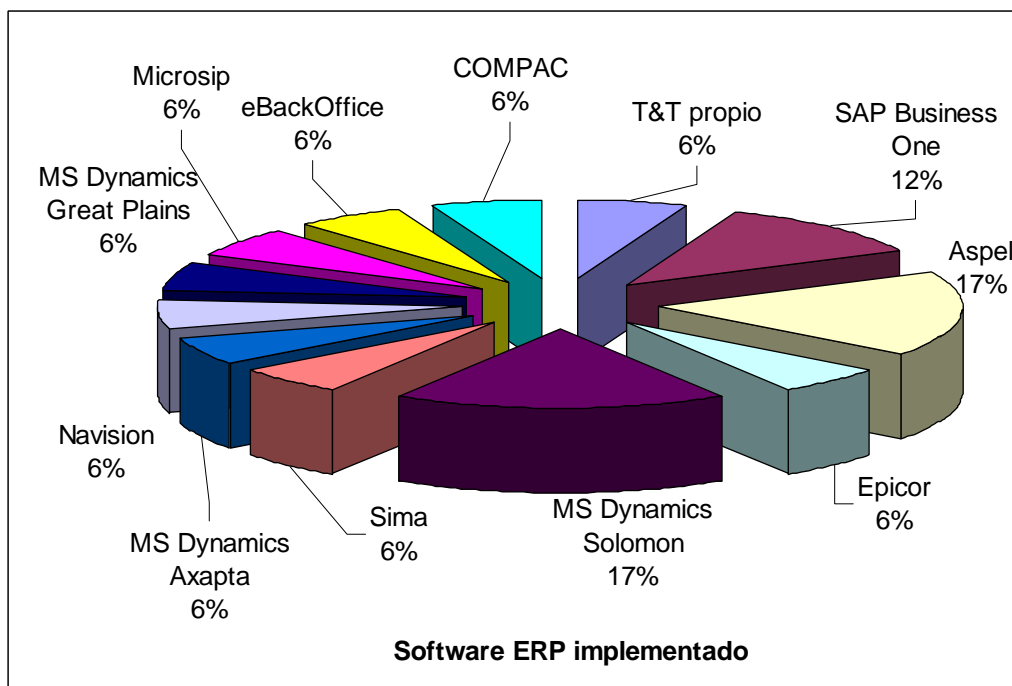 COMPAC
6%
Microsip
6%
eBackOffice
6%
T&T propio
6%
SAP Business
One
12%
MS Dynamics
Great Plains
6%
Aspel
17%
Navision
6%
Epicor
6%
Sima
6%
MS Dynamics
Solomon
17%
MS Dynamics
Axapta
6%
Software ERP implementado